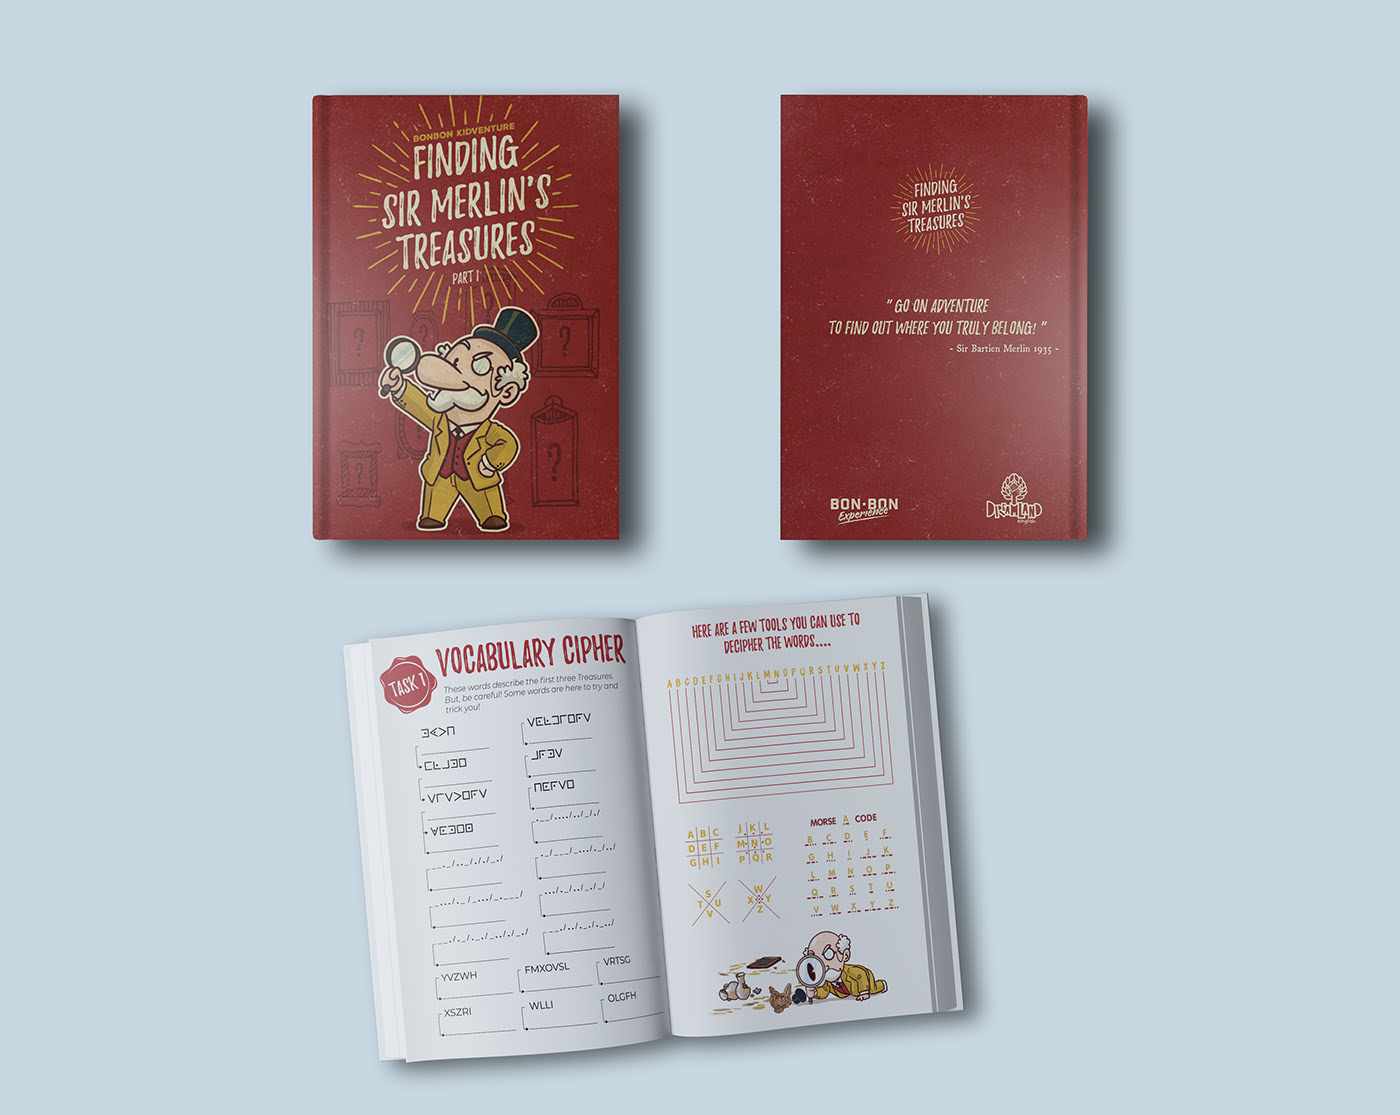 BONBON KIDVENTURE
FINDING
SIR MERLIN'S
TREASURES
PART I
? ? ? ? ?
FINDING
SIR MERLIN'S
TREASURES
" GO ON ADVENTURE
TO FIND OUT WHERE YOU TRULY BELONG! "
- Sir Bartien Merlin 1935 -
BON·BON
Experience
DREAMLAND
English
TASK 1
VOCABULARY CIPHER
These words describe the first three Treasures.
But, be careful! Some words are here to try and
trick you!
YVZWH
FMXOVSL
VRTSG
XSZRI
WLLI
OLGFH
HERE ARE A FEW TOOLS YOU CAN USE TO
DECIPHER THE WORDS....
A B C D E F G H I J K L M N O P Q R S T U V W X Y Z
A B C
D E F
G H I
J K L
M N O
P Q R
S
T U
V
W
X Y
Z
MORSE A CODE
B C D E F
G H I J K
L M N O P
Q R S T U
V W X Y Z